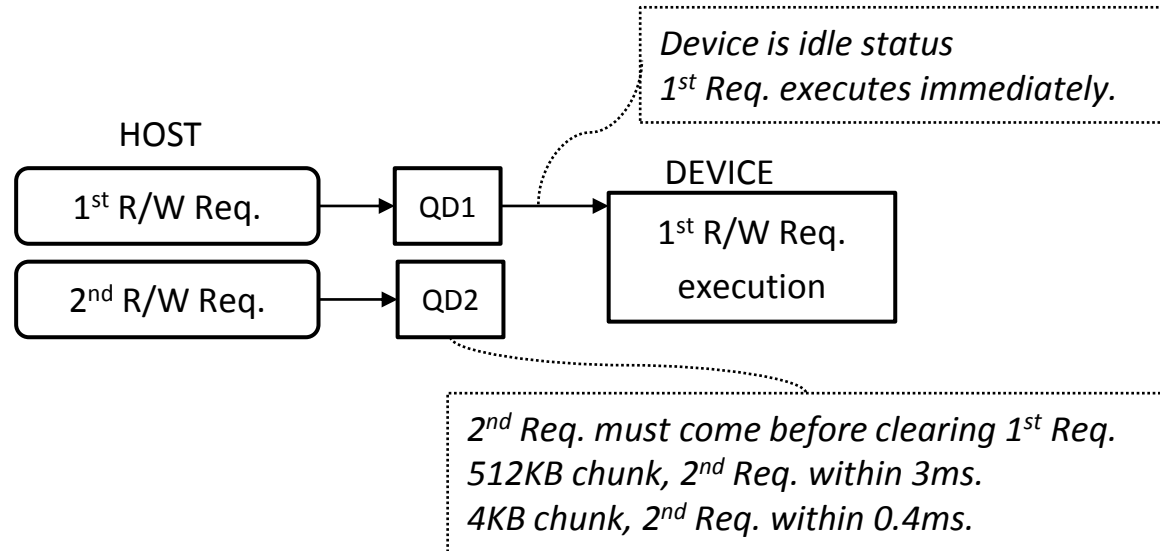 Device is idle status
1st Req. executes immediately.
HOST
DEVICE
1st R/W Req.
QD1
1st R/W Req.
execution
2nd R/W Req.
QD2
2nd Req. must come before clearing 1st Req.
512KB chunk, 2nd Req. within 3ms.
4KB chunk, 2nd Req. within 0.4ms.